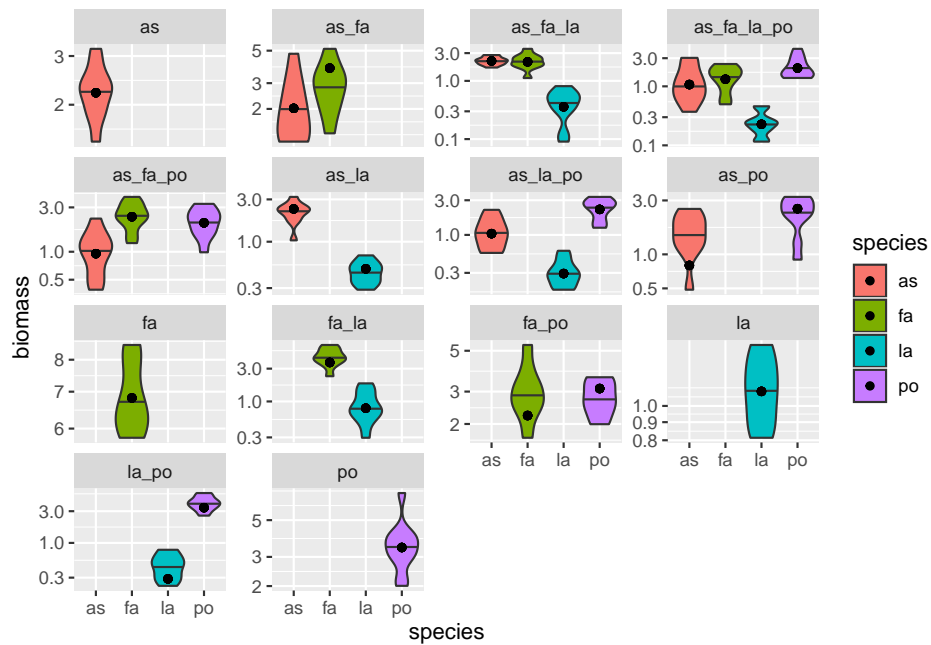 as as_fa as_fa_la as_fa_la_po
3 2
5 3 2
3.0 1.0 0.3 0.1
3.0 1.0 0.3 0.1
as_fa_po as_la as_la_po as_po
3.0 1.0 0.5
3.0 1.0 0.3
3.0 1.0 0.3
3.0 1.0 0.5
fa fa_la fa_po la
8 7 6
3.0 1.0 0.3
5 3 2
1.0 0.9 0.8
as fa la po
as fa la po
la_po po
3.0 1.0 0.3
5 3 2
as fa la po
as fa la po
species
biomass
species
as
fa
la
po